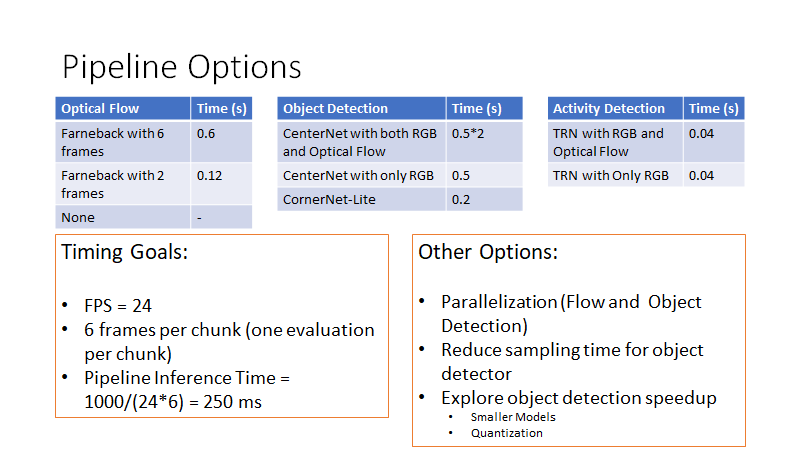 Pipeline Options
Optical Flow Time (s)
Farneback with 6
frames 0.6
Farneback with 2
frames 0.12
None -
Object Detection Time (s)
CenterNet with both RGB
and Optical Flow 0.5*2
CenterNet with only RGB 0.5
CornerNet-Lite 0.2
Activity Detection Time (s)
TRN with RGB and
Optical Flow 0.04
TRN with Only RGB 0.04
Timing Goals:
• FPS = 24
• 6 frames per chunk (one evaluation
per chunk)
• Pipeline Inference Time =
1000/(24*6) = 250 ms
Other Options:
• Parallelization (Flow and Object
Detection)
• Reduce sampling time for object
detector
• Explore object detection speedup
• Smaller Models
• Quantization